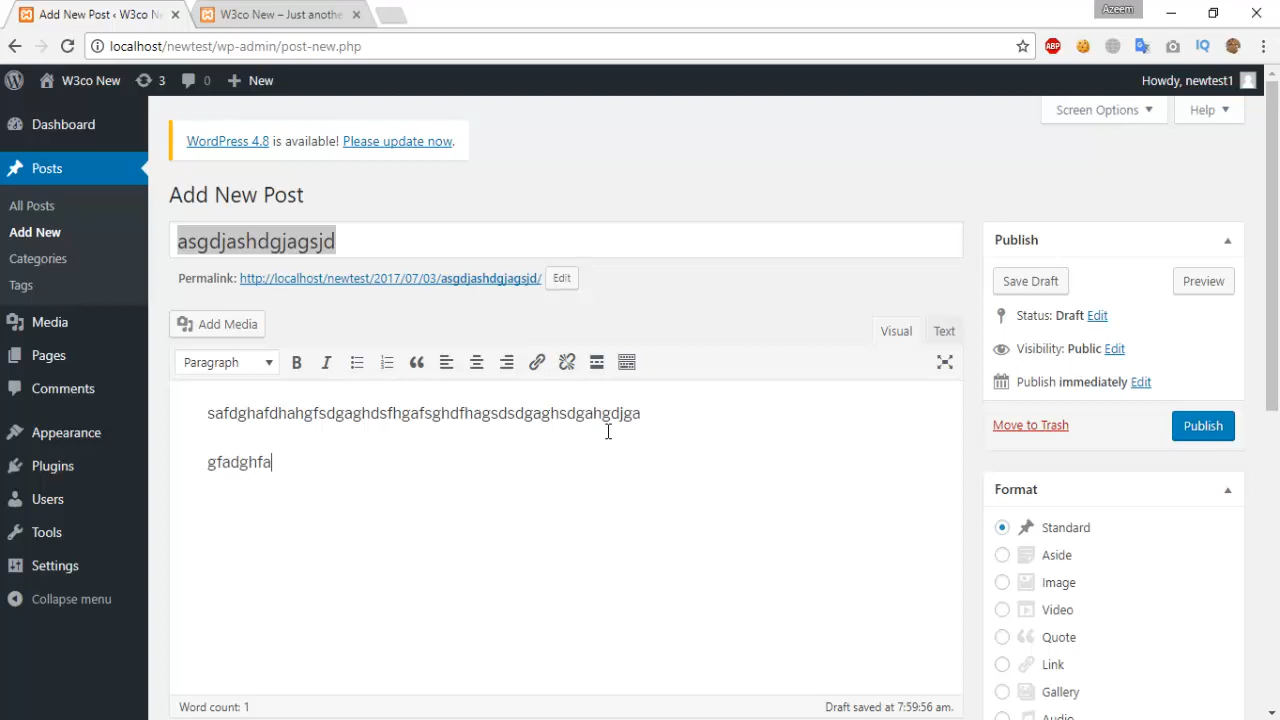 Add New Post ‹ W3co N
W3co New – Just anothe
Azeem
localhost/newtest/wp-admin/post-new.php
ABP
IQ
W3co New
3
0
New
Howdy, newtest1
Dashboard
Posts
All Posts
Add New
Categories
Tags
Media
Pages
Comments
Appearance
Plugins
Users
Tools
Settings
Collapse menu
Screen Options
Help
WordPress 4.8 is available! Please update now.
Add New Post
asgdjashdgjagsjd
Permalink: http://localhost/newtest/2017/07/03/asgdjashdgjagsjd/ Edit
Add Media
Visual
Text
Paragraph
B
I
safdghafdhahgfsdgaghdsfhgafsghdfhagsdsdgaghsdgahgdjga
gfadghfa
Word count: 1
Draft saved at 7:59:56 am.
Publish
Save Draft
Preview
Status: Draft Edit
Visibility: Public Edit
Publish immediately Edit
Move to Trash
Publish
Format
Standard
Aside
Image
Video
Quote
Link
Gallery
Audio